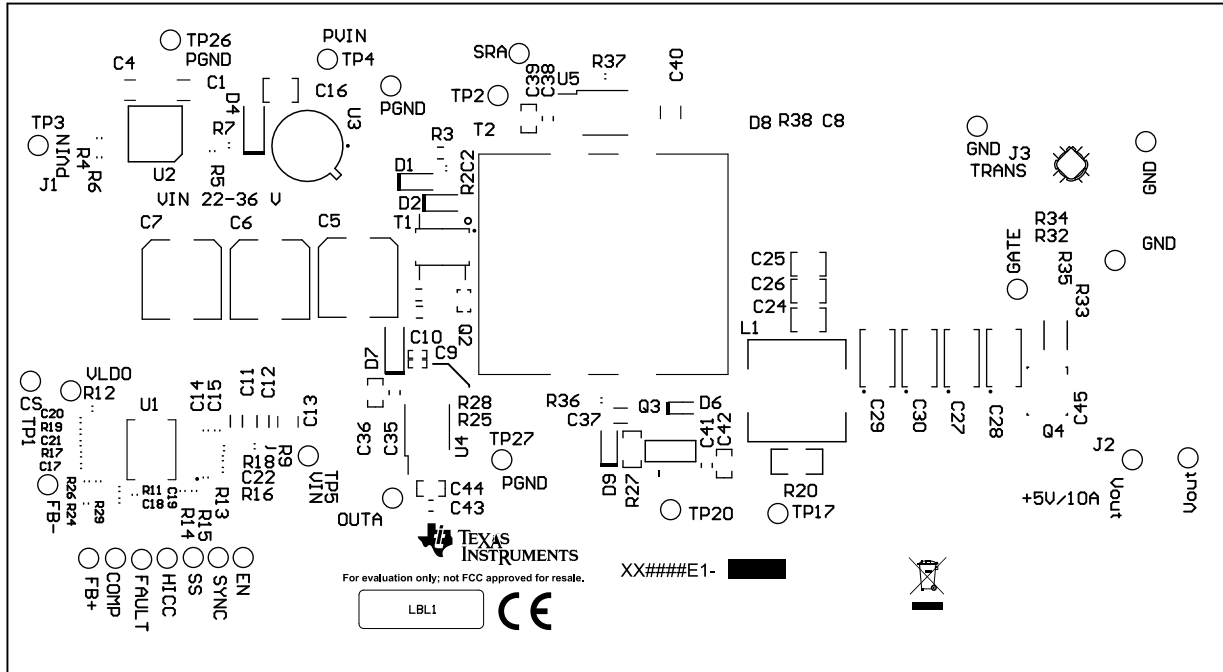 TP26
PGND
PVIN
TP4
SRA
C39
C38
U5
R37
C40
C4
C1
D4
C16
U3
PGND
TP2
T2
D8 R38 C8
TP3
PVIN
J1
R4
R6
U2
R7
R5
R3
R2
C2
D1
D2
T1
GND
J3
TRANS
GND
VIN 22-36 V
C7
C6
C5
Q2
C25
C26
C24
L1
GATE
R34
R32
R35
R33
GND
D7
C10
C9
C29
C30
C27
C28
C45
Q4
CS
TP1
VLDO
R12
U1
C14
C15
C11
C12
C13
C20
R19
C21
R17
C17
R18
C22
R16
R9
TP5
VIN
C36
C35
R28
R25
U4
TP27
PGND
R36
C37
Q3
D6
C41
C42
D9
R27
TP20
R20
TP17
J2
+5V/10A
Vout
Vout
R26
R24
FB-
R29
R11
C18
C19
R14
R15
R13
OUTA
C44
C43
FB+
COMP
FAULT
HICC
SS
SYNC
EN
TEXAS
INSTRUMENTS
R
For evaluation only; not FCC approved for resale.
LBL1
CE
XX####E1-